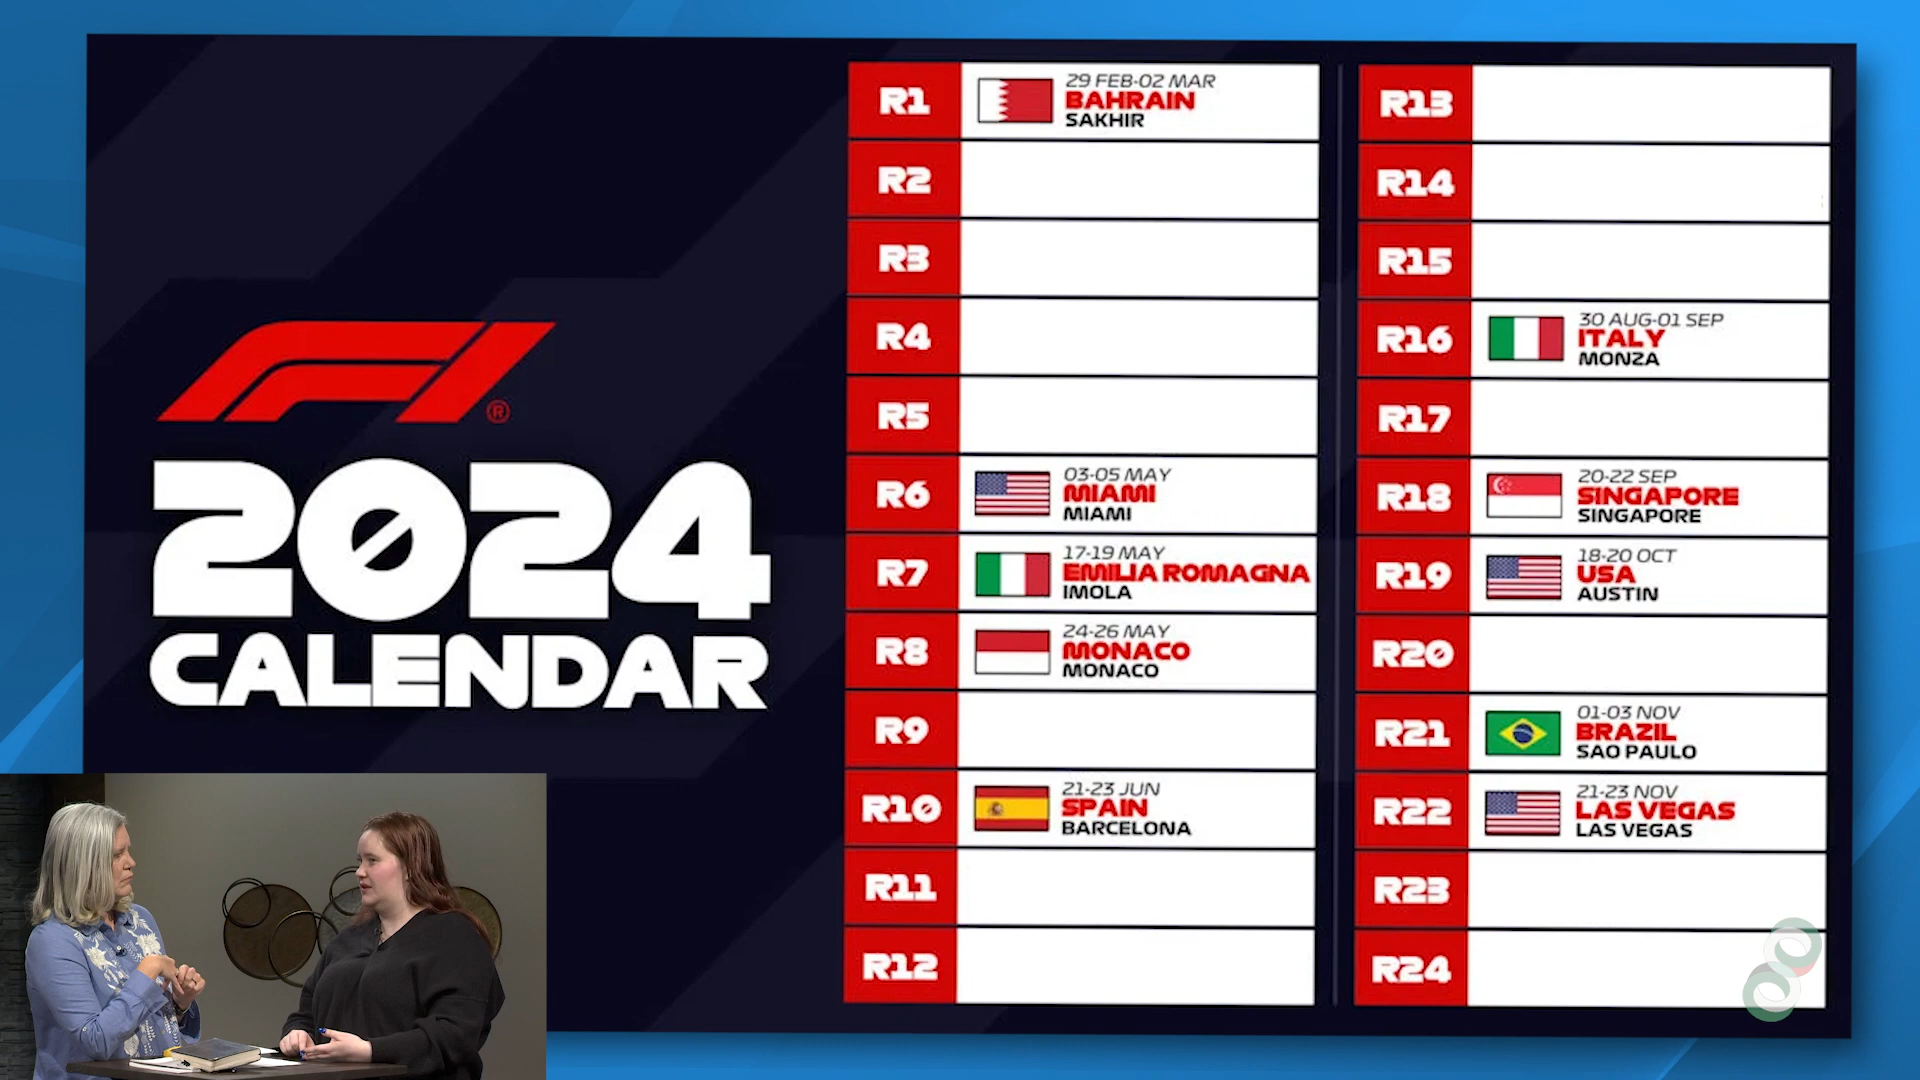 F1®
2024
CALENDAR
R1
29 FEB-02 MAR
BAHRAIN
SAKHIR
R2
R3
R4
R5
R6
03-05 MAY
MIAMI
MIAMI
R7
17-19 MAY
EMILIA ROMAGNA
IMOLA
R8
24-26 MAY
MONACO
MONACO
R9
R10
21-23 JUN
SPAIN
BARCELONA
R11
R12
R13
R14
R15
R16
30 AUG-01 SEP
ITALY
MONZA
R17
R18
20-22 SEP
SINGAPORE
SINGAPORE
R19
18-20 OCT
USA
AUSTIN
R20
R21
01-03 NOV
BRAZIL
SAO PAULO
R22
21-23 NOV
LAS VEGAS
LAS VEGAS
R23
R24